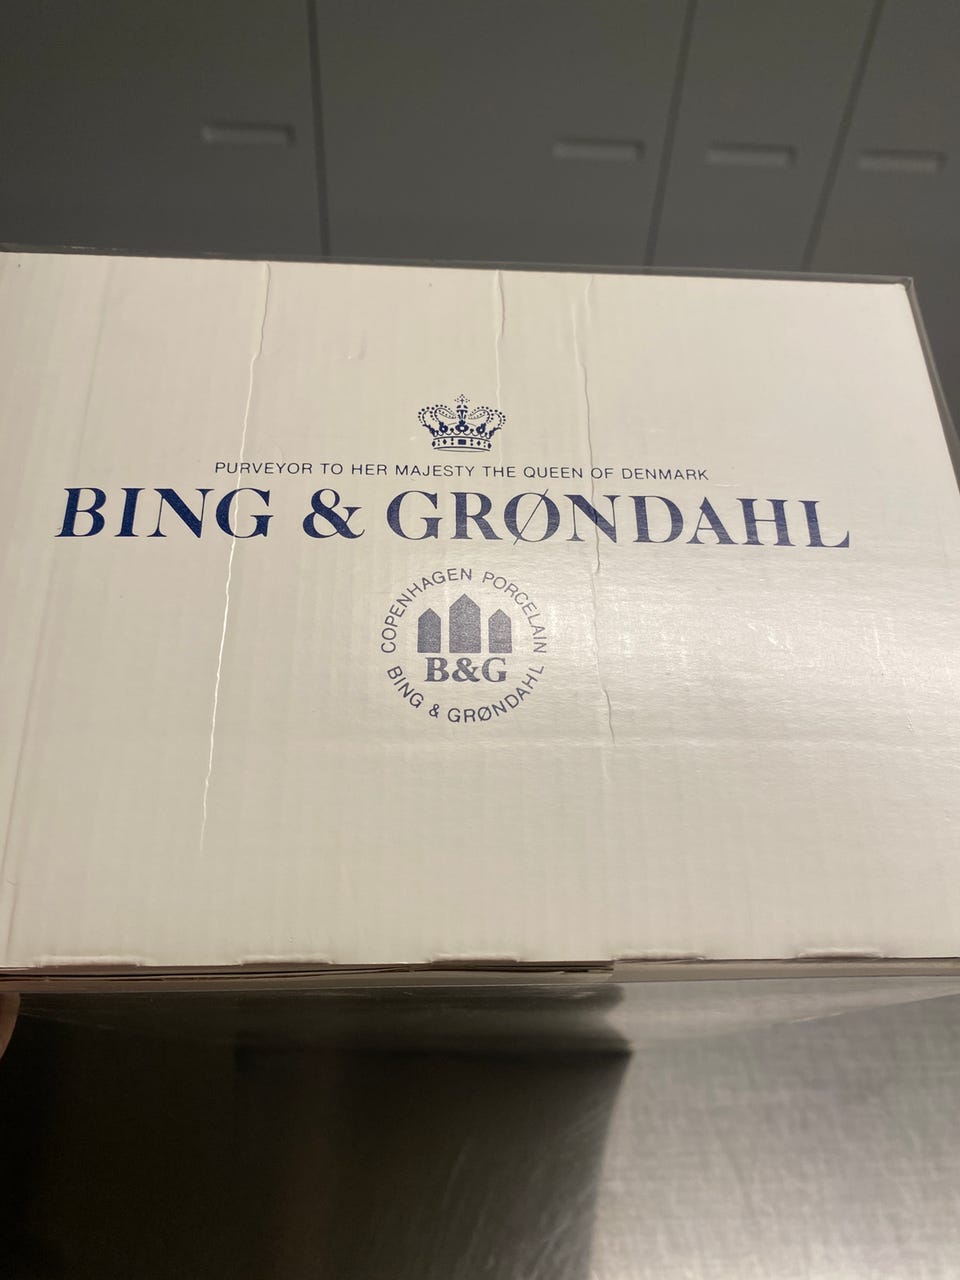 PURVEYOR TO HER MAJESTY THE QUEEN OF DENMARK
BING & GRØNDAHL
COPENHAGEN PORCELAIN
B&G
BING & GRØNDAHL